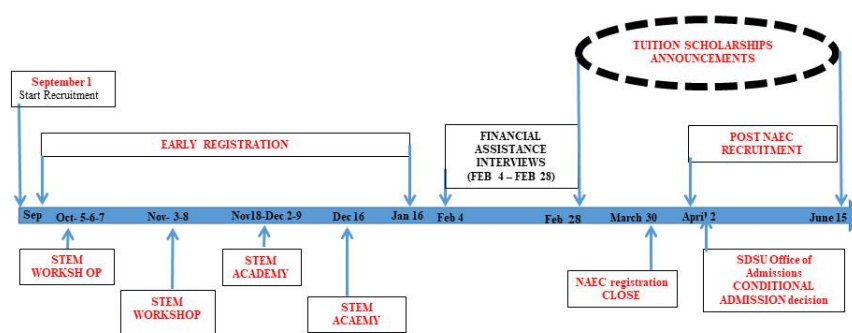 TUITION SCHOLARSHIPS
ANNOUNCEMENTS
September 1
Start Recruitment
EARLY REGISTRATION
FINANCIAL
ASSISTANCE
INTERVIEWS
(FEB 4 – FEB 28)
POST NAEC
RECRUITMENT
Sep
Oct- 5-6-7
Nov- 3-8
Nov18-Dec 2-9
Dec 16
Jan 16
Feb 4
Feb 28
March 30
April 2
June 15
STEM
WORKSH OP
STEM
WORKSHOP
STEM
ACADEMY
STEM
ACAEMY
NAEC registration
CLOSE
SDSU Office of
Admissions
CONDITIONAL
ADMISSION decision